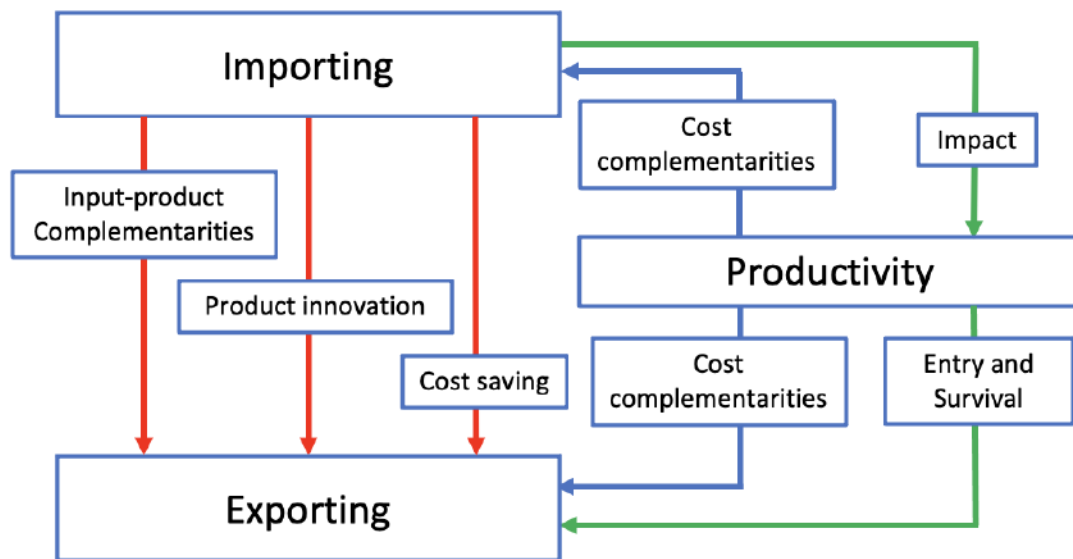 Importing
Cost
complementarities
Impact
Input-product
Complementarities
Productivity
Product innovation
Cost saving
Cost
complementarities
Entry and
Survival
Exporting